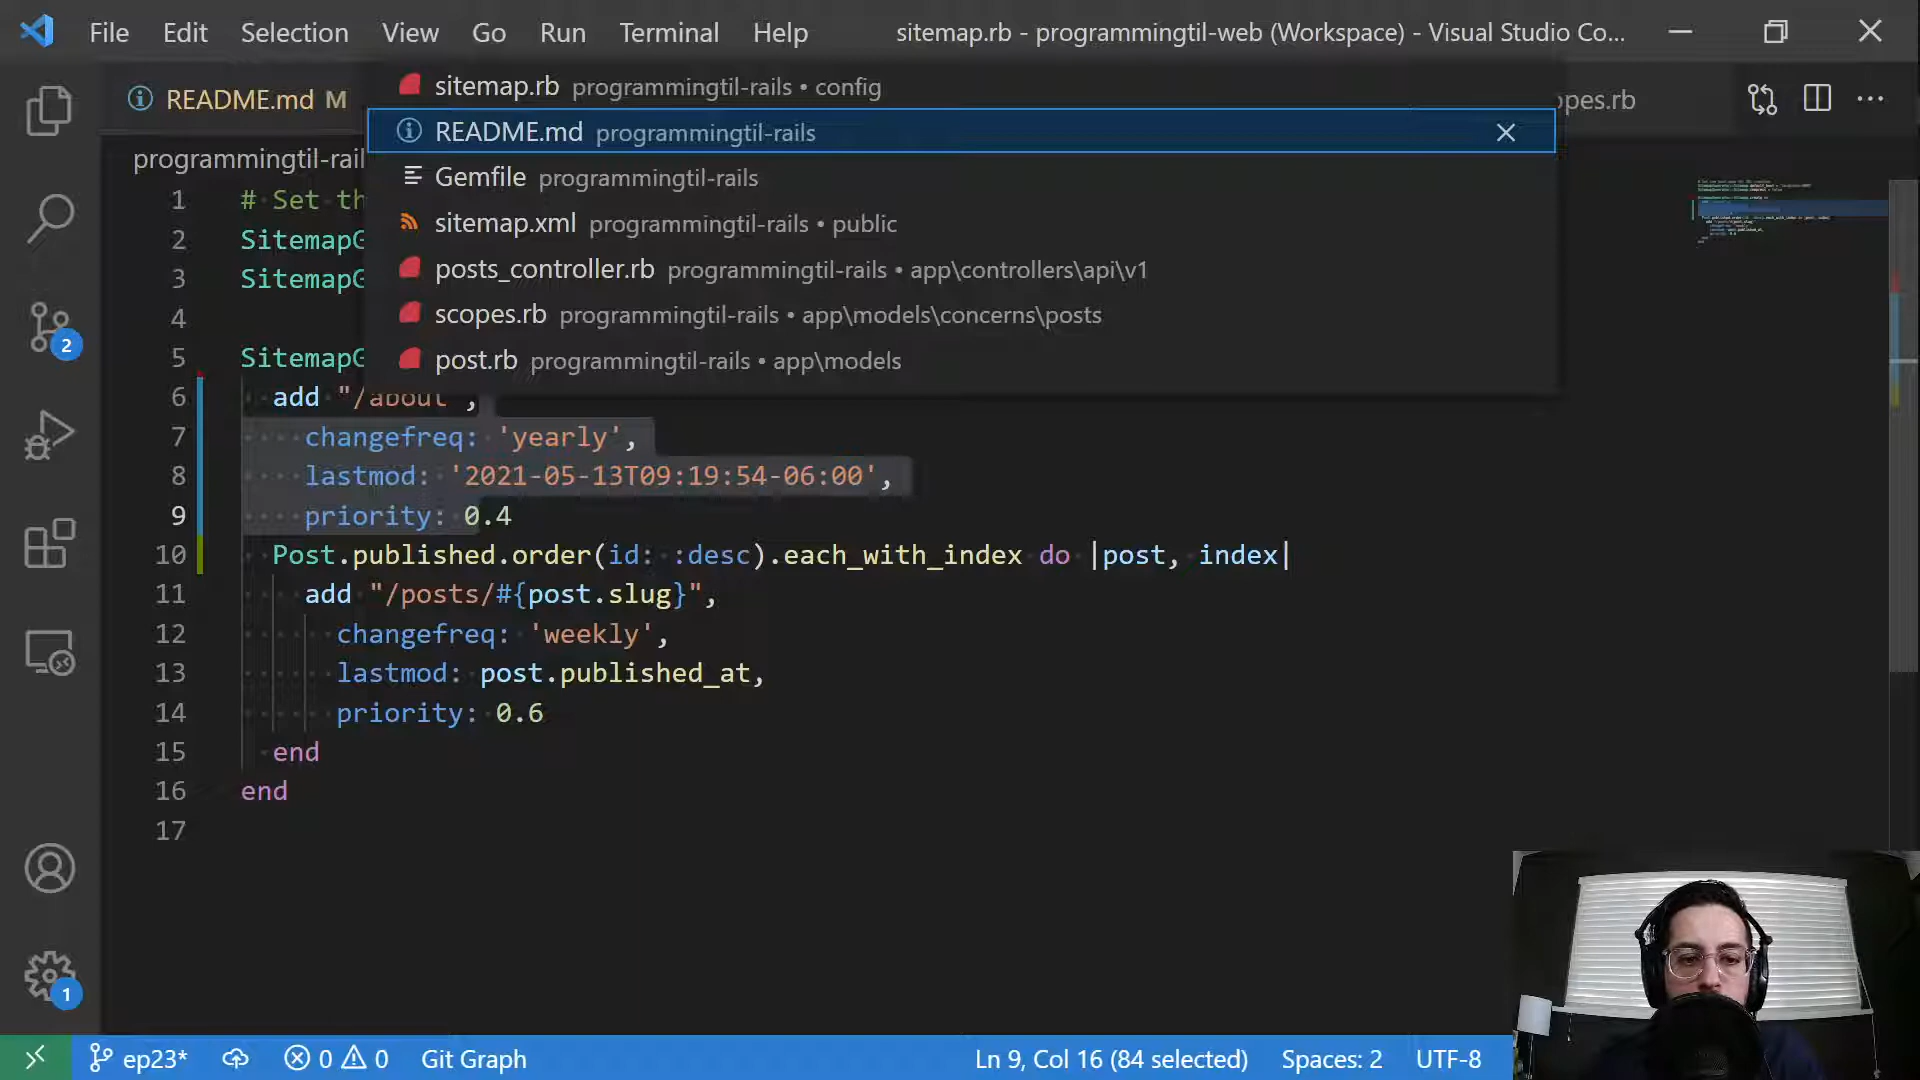 File Edit Selection View Go Run Terminal Help sitemap.rb - programmingtil-web (Workspace) - Visual Studio Co...
README.md M
sitemap.rb programmingtil-rails • config
README.md programmingtil-rails
Gemfile programmingtil-rails
sitemap.xml programmingtil-rails • public
posts_controller.rb programmingtil-rails • app\controllers\api\v1
scopes.rb programmingtil-rails • app\models\concerns\posts
post.rb programmingtil-rails • app\models
opes.rb
programmingtil-rail
1 # Set th
2 SitemapG
3 SitemapG
4
5 SitemapG
6 add "/about",
7 changefreq: 'yearly',
8 lastmod: '2021-05-13T09:19:54-06:00',
9 priority: 0.4
10 Post.published.order(id: :desc).each_with_index do |post, index|
11 add "/posts/#{post.slug}",
12 changefreq: 'weekly',
13 lastmod: post.published_at,
14 priority: 0.6
15 end
16 end
17
2
1
ep23* 0 0 Git Graph Ln 9, Col 16 (84 selected) Spaces: 2 UTF-8